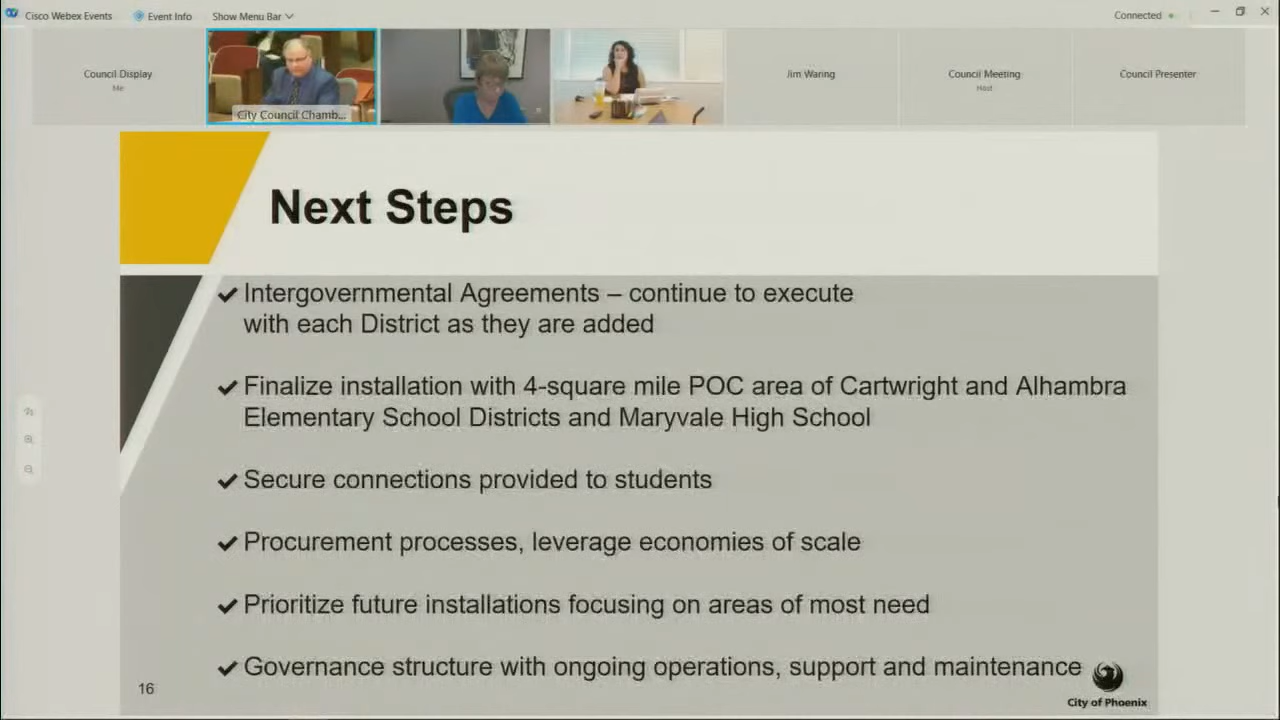 Cisco Webex Events
Event Info
Show Menu Bar
Connected
Council Display
Me
City Council Chamb...
Jim Waring
Council Meeting
Host
Council Presenter
Next Steps
Intergovernmental Agreements – continue to execute
with each District as they are added
Finalize installation with 4-square mile POC area of Cartwright and Alhambra
Elementary School Districts and Maryvale High School
Secure connections provided to students
Procurement processes, leverage economies of scale
Prioritize future installations focusing on areas of most need
Governance structure with ongoing operations, support and maintenance
16
City of Phoenix